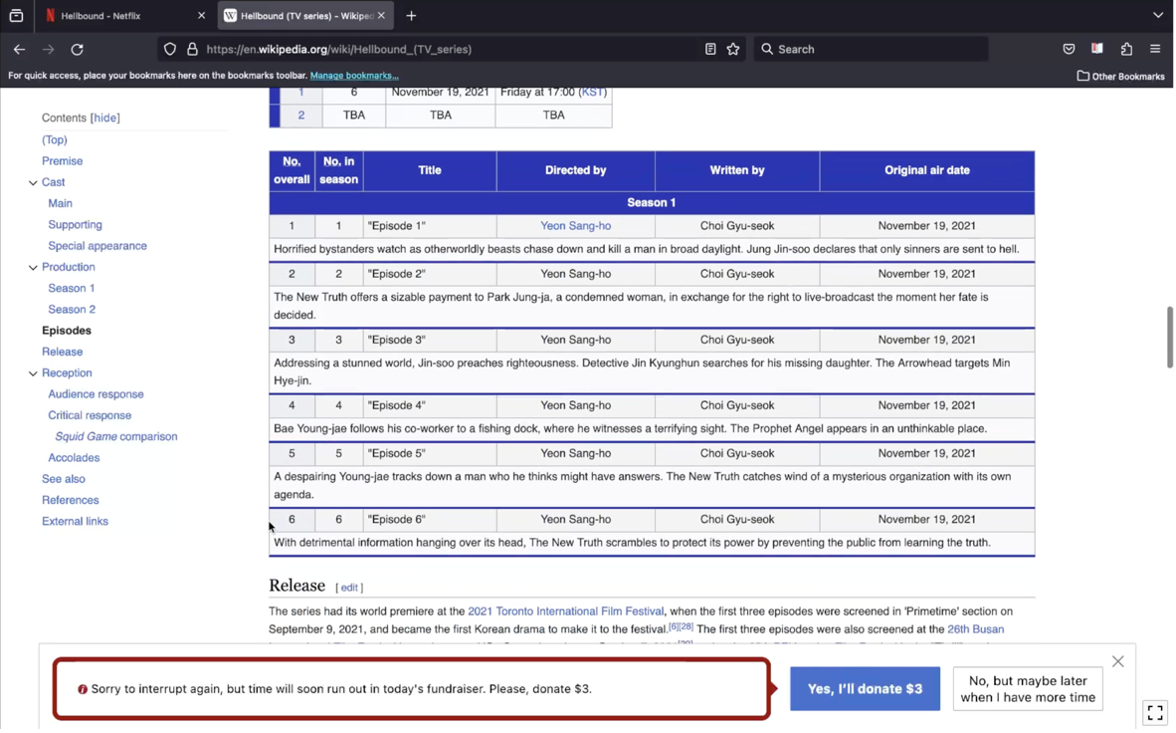 Hellbound - Netflix
Hellbound (TV series) - Wikiped
https://en.wikipedia.org/wiki/Hellbound_(TV_series)
Search
For quick access, place your bookmarks here on the bookmarks toolbar. Manage bookmarks...
Other Bookmarks
1 6 November 19, 2021 Friday at 17:00 (KST)
2 TBA TBA TBA
Contents [hide]
(Top)
Premise
Cast
Main
Supporting
Special appearance
Production
Season 1
Season 2
Episodes
Release
Reception
Audience response
Critical response
Squid Game comparison
Accolades
See also
References
External links
No. overall No. in season Title Directed by Written by Original air date
Season 1
1 1 "Episode 1" Yeon Sang-ho Choi Gyu-seok November 19, 2021
Horrified bystanders watch as otherworldly beasts chase down and kill a man in broad daylight. Jung Jin-soo declares that only sinners are sent to hell.
2 2 "Episode 2" Yeon Sang-ho Choi Gyu-seok November 19, 2021
The New Truth offers a sizable payment to Park Jung-ja, a condemned woman, in exchange for the right to live-broadcast the moment her fate is
decided.
3 3 "Episode 3" Yeon Sang-ho Choi Gyu-seok November 19, 2021
Addressing a stunned world, Jin-soo preaches righteousness. Detective Jin Kyunghun searches for his missing daughter. The Arrowhead targets Min
Hye-jin.
4 4 "Episode 4" Yeon Sang-ho Choi Gyu-seok November 19, 2021
Bae Young-jae follows his co-worker to a fishing dock, where he witnesses a terrifying sight. The Prophet Angel appears in an unthinkable place.
5 5 "Episode 5" Yeon Sang-ho Choi Gyu-seok November 19, 2021
A despairing Young-jae tracks down a man who he thinks might have answers. The New Truth catches wind of a mysterious organization with its own
agenda.
6 6 "Episode 6" Yeon Sang-ho Choi Gyu-seok November 19, 2021
With detrimental information hanging over its head, The New Truth scrambles to protect its power by preventing the public from learning the truth.
Release [ edit ]
The series had its world premiere at the 2021 Toronto International Film Festival, when the first three episodes were screened in 'Primetime' section on
September 9, 2021, and became the first Korean drama to make it to the festival.[6][28] The first three episodes were also screened at the 26th Busan
Sorry to interrupt again, but time will soon run out in today's fundraiser. Please, donate $3.
Yes, I'll donate $3
No, but maybe later
when I have more time